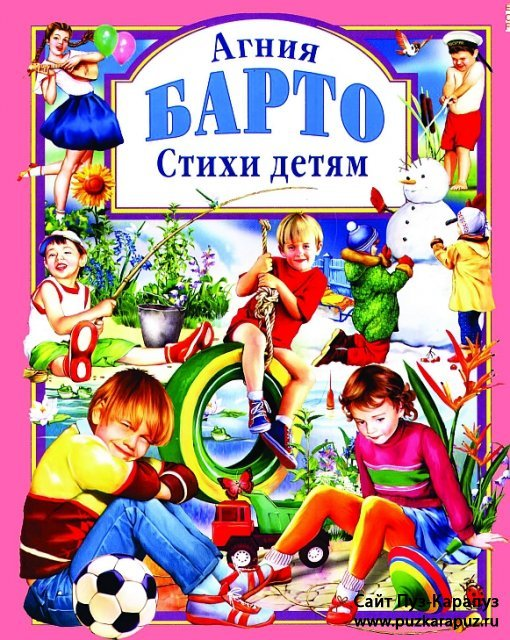 Агния
БАРТО
Стихи детям
Сайт Пуз-Карапуз
www.puzkarapuz.ru